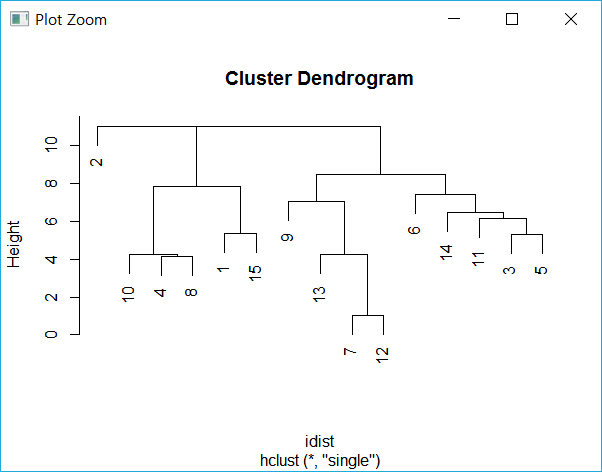 Plot Zoom
Cluster Dendrogram
Height
0 2 4 6 8 10
2
10
4
8
1
15
9
13
7
12
6
14
11
3
5
idist
hclust (*, "single")